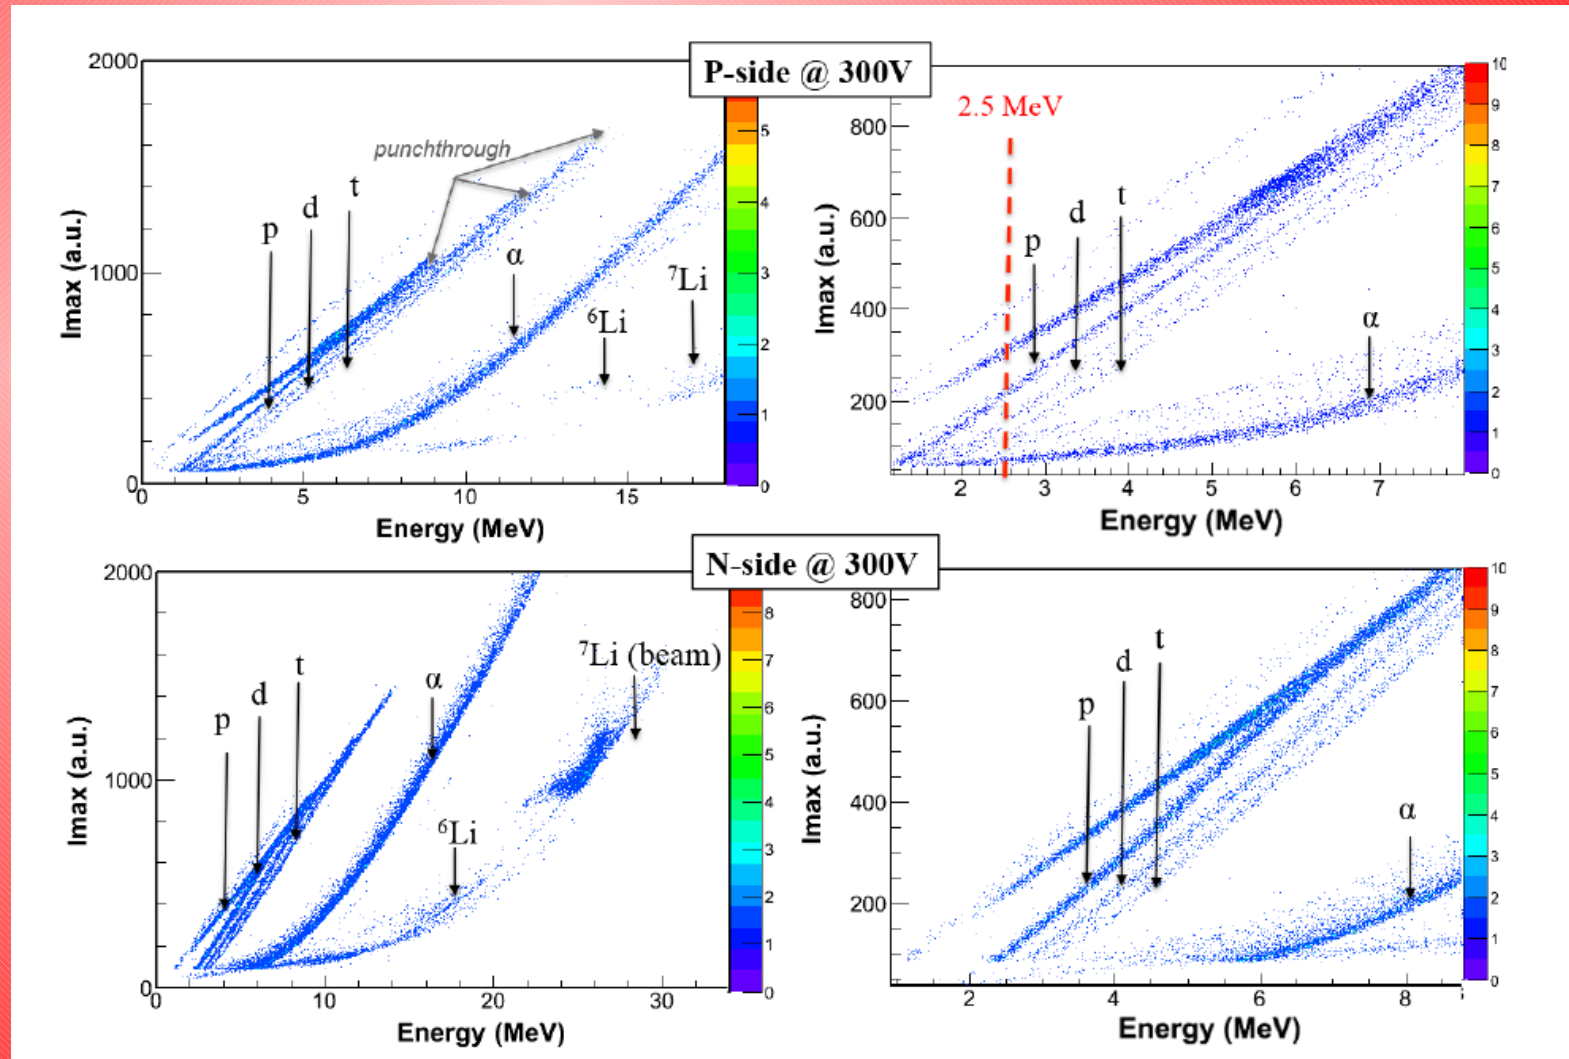 P-side @ 300V
2000
1000
0
0
5
10
15
Imax (a.u.)
Energy (MeV)
punchthrough
p
d
t
α
⁶Li
⁷Li
5
4
3
2
1
0
2.5 MeV
800
600
400
200
2
3
4
5
6
7
Imax (a.u.)
Energy (MeV)
p
d
t
α
10
9
8
7
6
5
4
3
2
1
0
N-side @ 300V
2000
1000
0
0
10
20
30
Imax (a.u.)
Energy (MeV)
p
d
t
α
⁶Li
⁷Li (beam)
8
7
6
5
4
3
2
1
0
800
600
400
200
2
4
6
8
Imax (a.u.)
Energy (MeV)
p
d
t
α
10
9
8
7
6
5
4
3
2
1
0